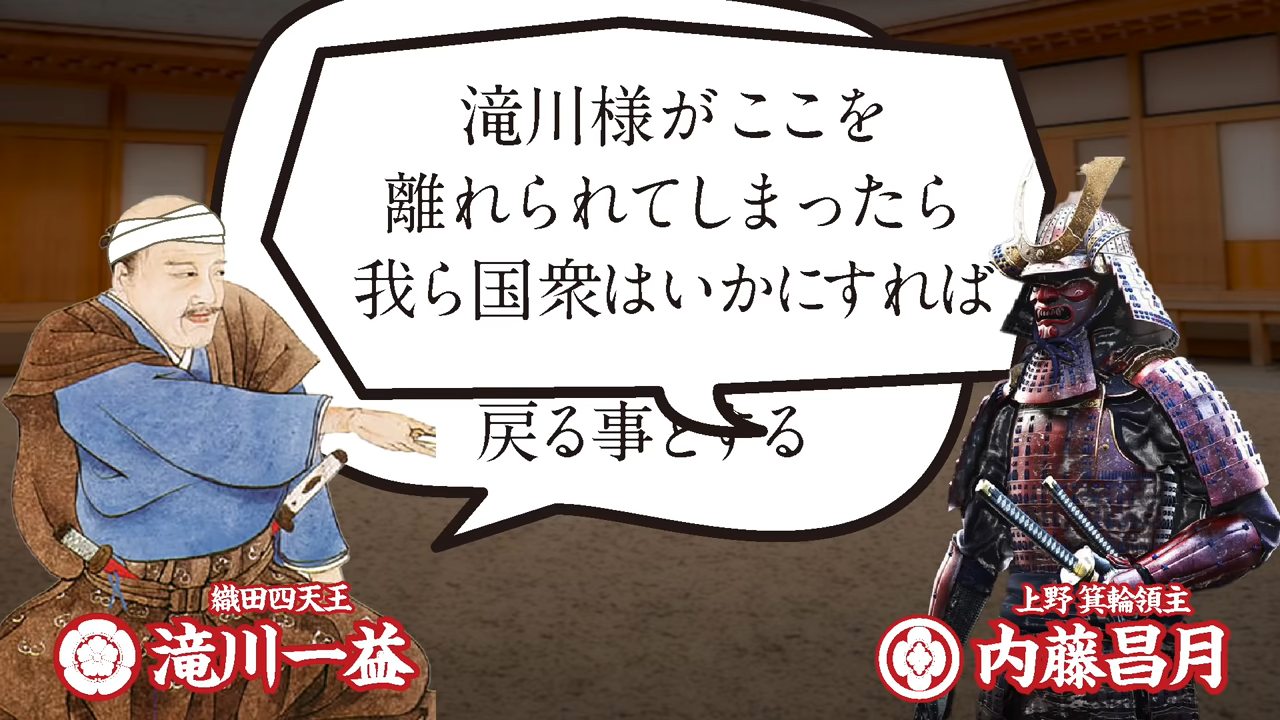 滝川様がここを
離れられてしまったら
我ら国衆はいかにすれば
戻る事とする
織田四天王
滝川一益
上野 箕輪領主
内藤昌月